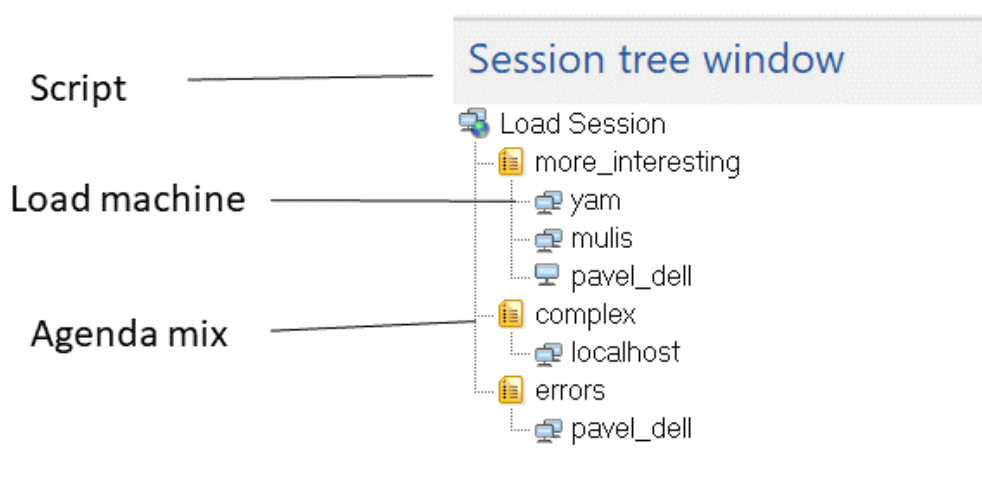 Session tree window
Script
Load Session
more_interesting
Load machine
yam
mulis
pavel_dell
Agenda mix
complex
localhost
errors
pavel_dell